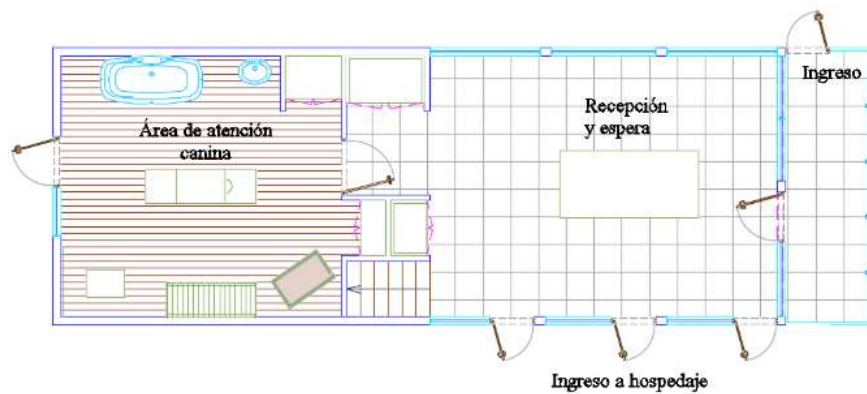 Ingreso
Recepción
y espera
Área de atención
canina
Ingreso a hospedaje